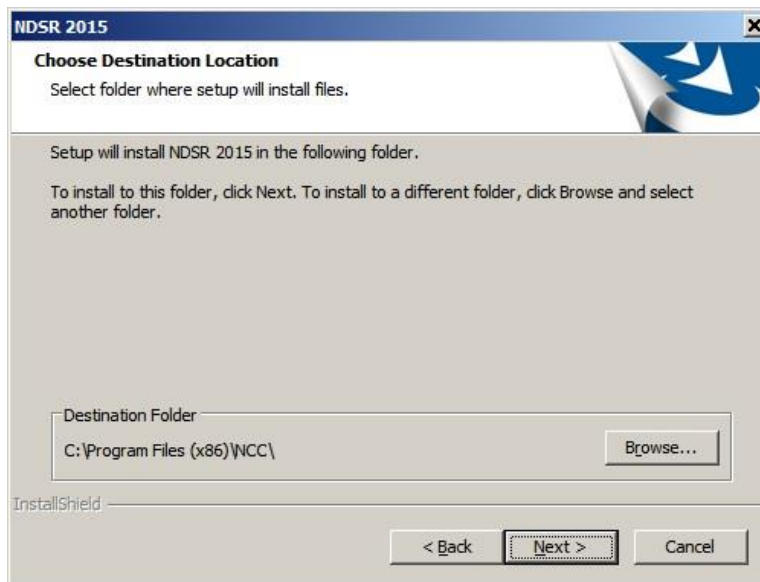 NDSR 2015
Choose Destination Location
Select folder where setup will install files.
Setup will install NDSR 2015 in the following folder.
To install to this folder, click Next. To install to a different folder, click Browse and select
another folder.
Destination Folder
C:\Program Files (x86)\NCC\
Browse...
InstallShield
< Back
Next >
Cancel